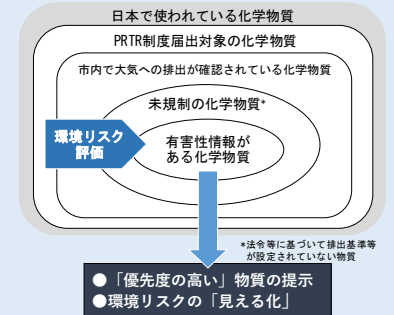 日本で使われている化学物質
PRTR制度届出対象の化学物質
市内で大気への排出が確認されている化学物質
未規制の化学物質*
環境リスク
評価
有害性情報が
ある化学物質
*法令等に基づいて排出基準等
が設定されていない物質
●「優先度の高い」物質の提示
●環境リスクの「見える化」